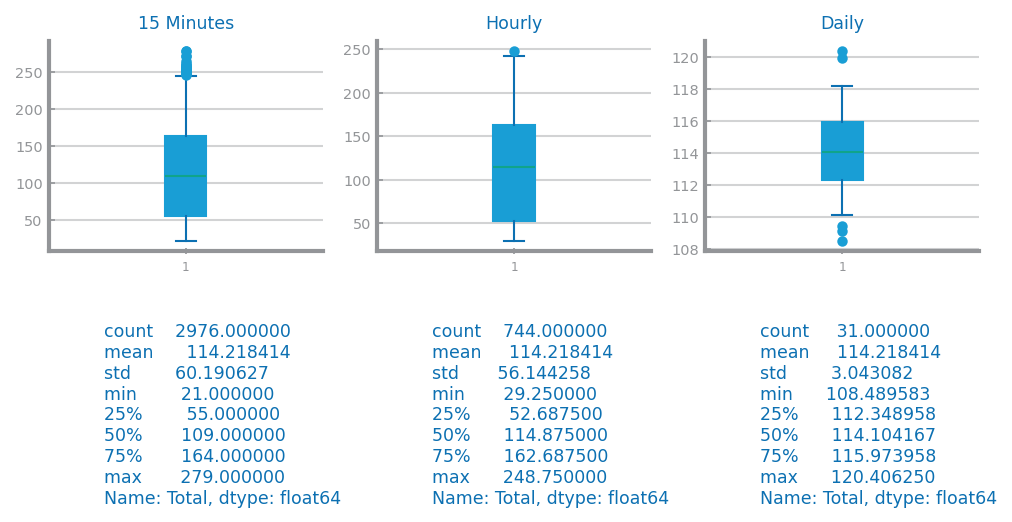 15 Minutes
250
200
150
100
50
1
Hourly
250
200
150
100
50
1
Daily
120
118
116
114
112
110
108
1
count 2976.000000
mean 114.218414
std 60.190627
min 21.000000
25% 55.000000
50% 109.000000
75% 164.000000
max 279.000000
Name: Total, dtype: float64
count 744.000000
mean 114.218414
std 56.144258
min 29.250000
25% 52.687500
50% 114.875000
75% 162.687500
max 248.750000
Name: Total, dtype: float64
count 31.000000
mean 114.218414
std 3.043082
min 108.489583
25% 112.348958
50% 114.104167
75% 115.973958
max 120.406250
Name: Total, dtype: float64